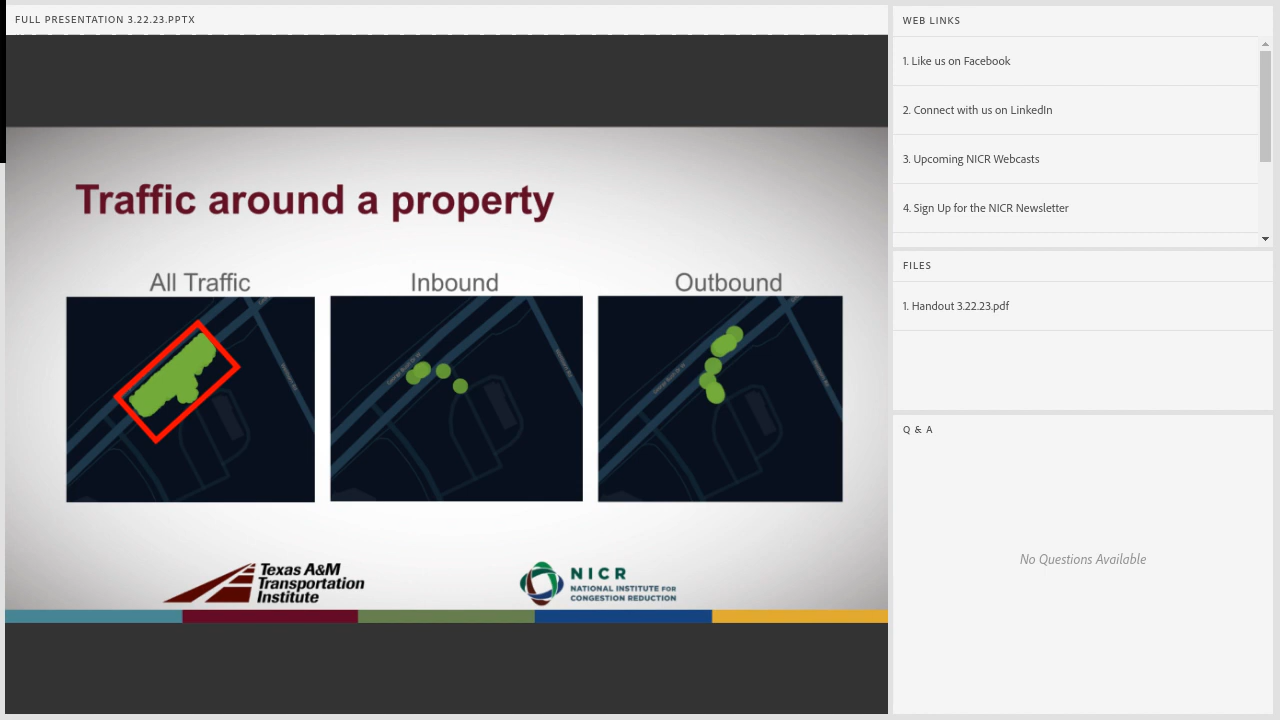 FULL PRESENTATION 3.22.23.PPTX
Traffic around a property
All Traffic
Inbound
Outbound
Texas A&M
Transportation
Institute
NICR
NATIONAL INSTITUTE FOR
CONGESTION REDUCTION
WEB LINKS
1. Like us on Facebook
2. Connect with us on LinkedIn
3. Upcoming NICR Webcasts
4. Sign Up for the NICR Newsletter
FILES
1. Handout 3.22.23.pdf
Q & A
No Questions Available